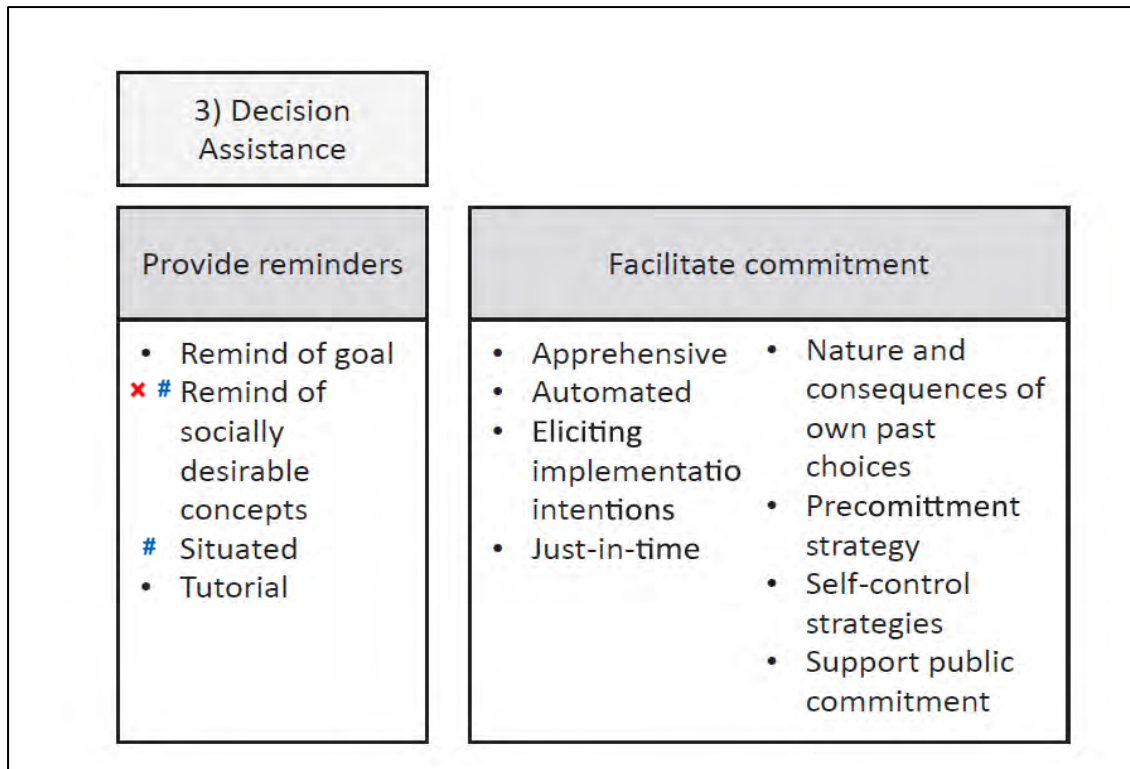 3) Decision
Assistance
Provide reminders
• Remind of goal
× # Remind of
socially
desirable
concepts
# Situated
• Tutorial
Facilitate commitment
• Apprehensive
• Automated
• Eliciting
implementatio
intentions
• Just-in-time
• Nature and
consequences of
own past
choices
• Precomittment
strategy
• Self-control
strategies
• Support public
commitment